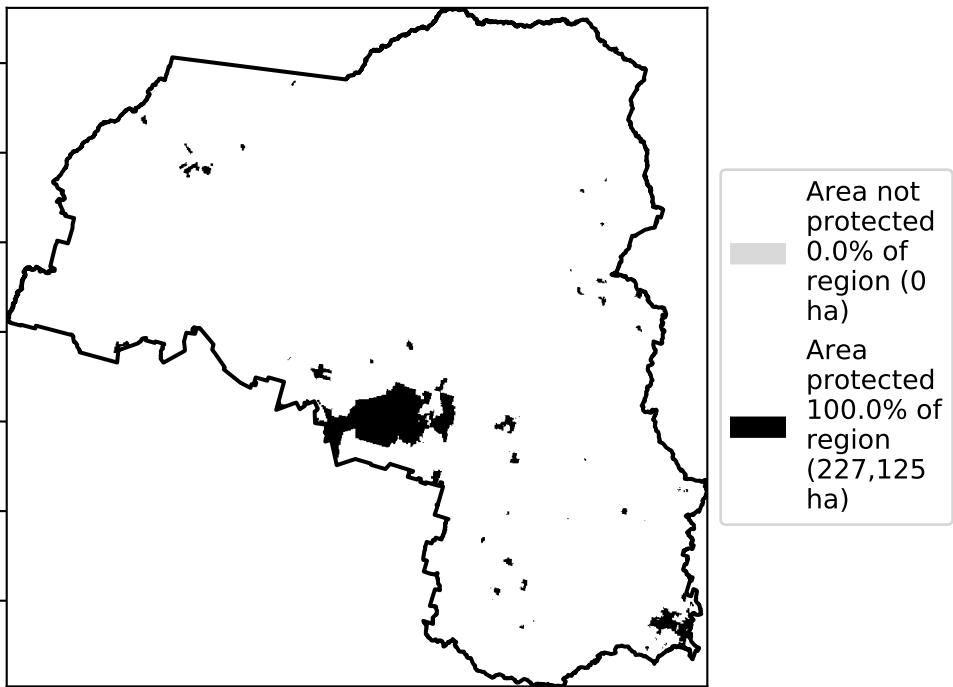 Area not
protected
0.0% of
region (0
ha)
Area
protected
100.0% of
region
(227,125
ha)